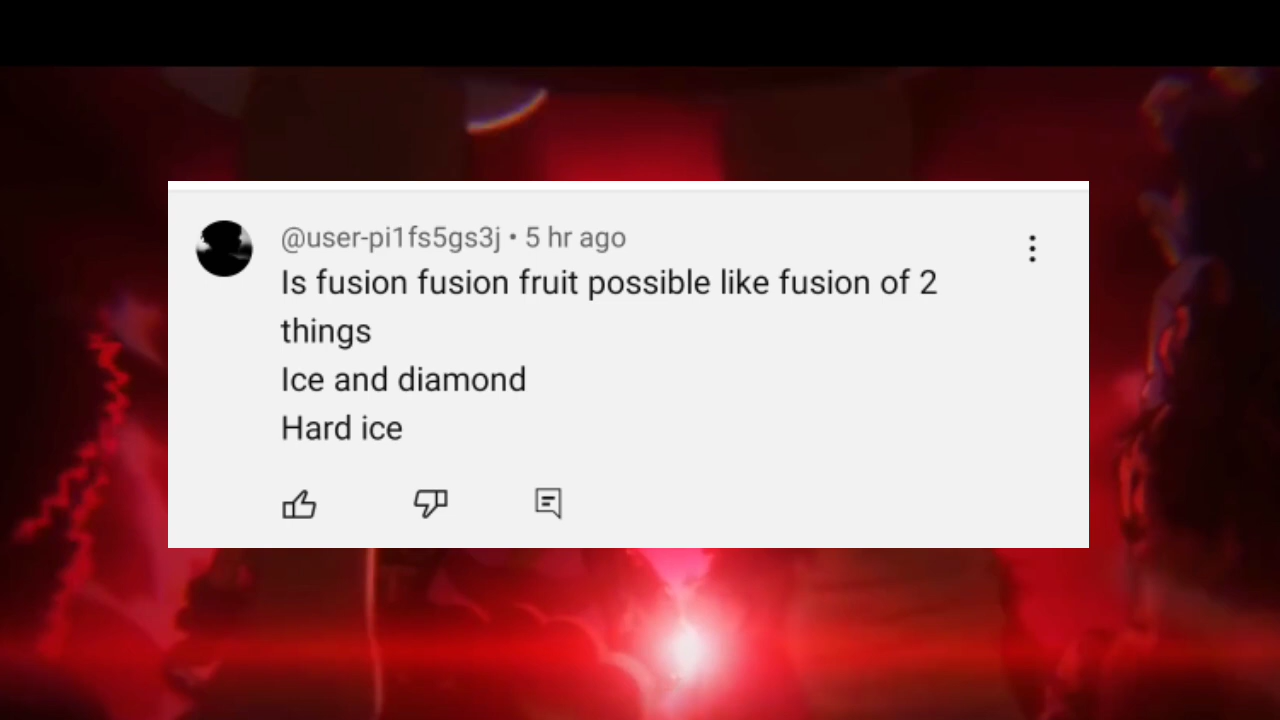 @user-pi1fs5gs3j • 5 hr ago
Is fusion fusion fruit possible like fusion of 2
things
Ice and diamond
Hard ice